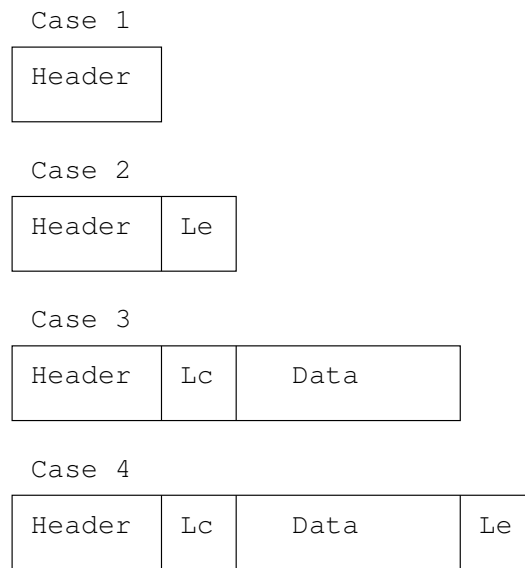 Case 1
Header
Case 2
Header Le
Case 3
Header Lc Data
Case 4
Header Lc Data Le